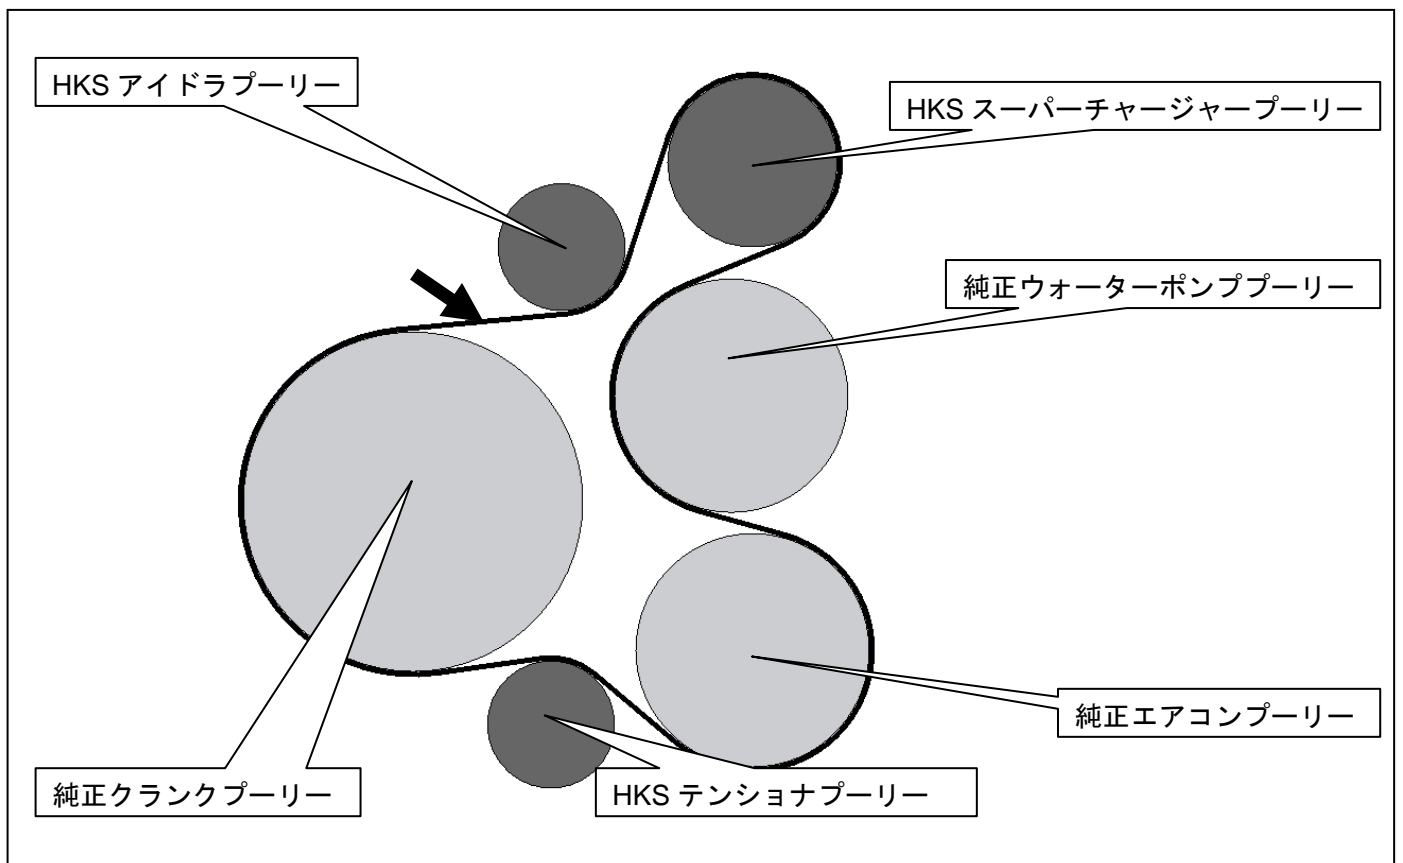 HKS アイドラプーリー
HKS スーパーチャージャープーリー
純正ウォーターポンププーリー
純正エアコンプーリー
純正クランクプーリー
HKS テンショナプーリー